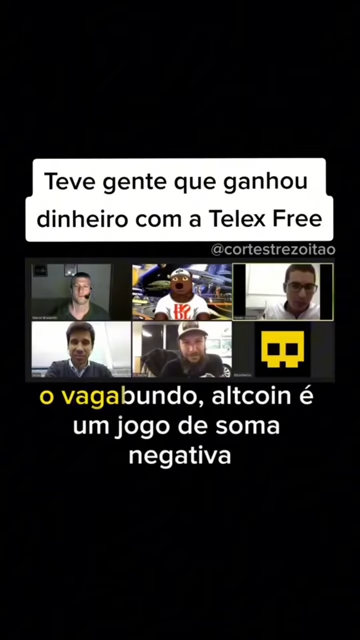 Teve gente que ganhou
dinheiro com a Telex Free
@cortestrezoitao
o vagabundo, altcoin é
um jogo de soma
negativa